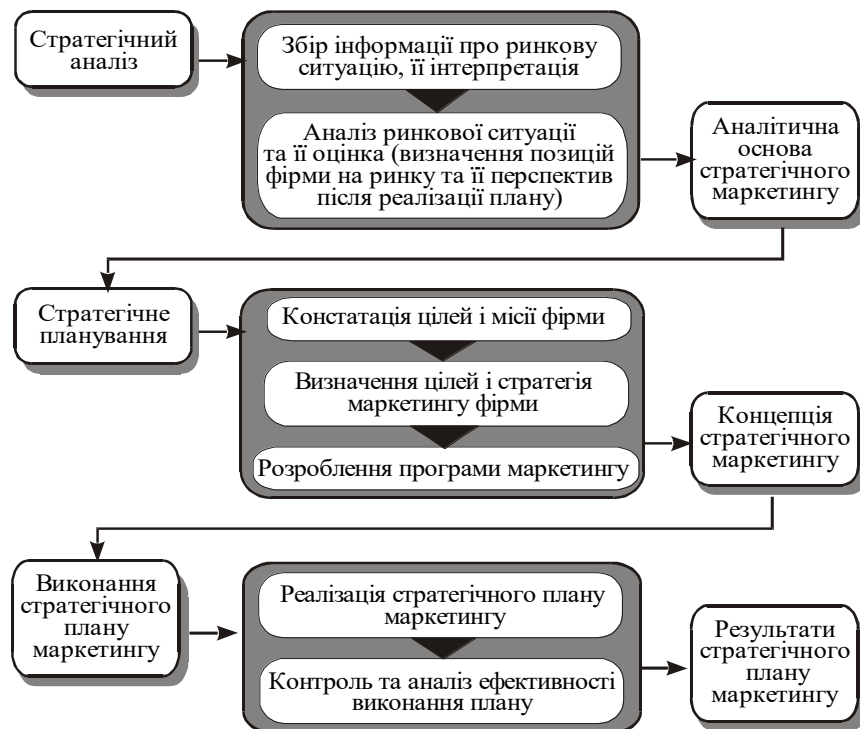 Стратегічний
аналіз
Збір інформації про ринкову
ситуацію, її інтерпретація
Аналіз ринкової ситуації
та її оцінка (визначення позицій
фірми на ринку та її перспектив
після реалізації плану)
Аналітична
основа
стратегічного
маркетингу
Стратегічне
планування
Констатація цілей і місії фірми
Визначення цілей і стратегія
маркетингу фірми
Розроблення програми маркетингу
Концепція
стратегічного
маркетингу
Виконання
стратегічного
плану
маркетингу
Реалізація стратегічного плану
маркетингу
Контроль та аналіз ефективності
виконання плану
Результати
стратегічного
плану
маркетингу